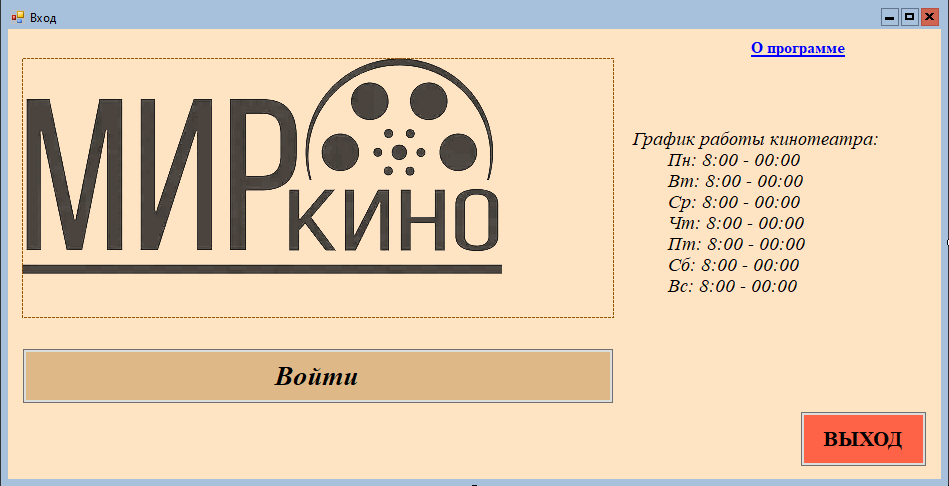 Вход
О программе
МИР
КИНО
График работы кинотеатра:
Пн: 8:00 - 00:00
Вт: 8:00 - 00:00
Ср: 8:00 - 00:00
Чт: 8:00 - 00:00
Пт: 8:00 - 00:00
Сб: 8:00 - 00:00
Вс: 8:00 - 00:00
Войти
ВЫХОД